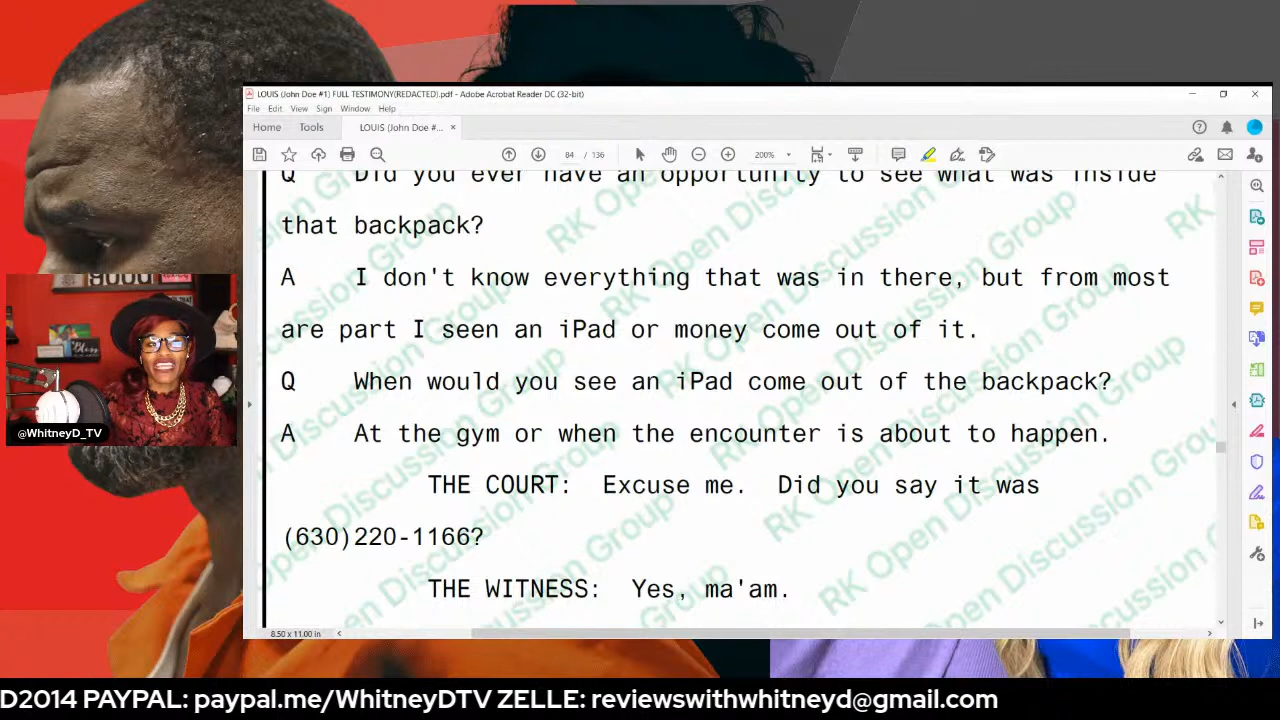 LOUIS (John Doe #1) FULL TESTIMONY(REDACTED).pdf - Adobe Acrobat Reader DC (32-bit)
File Edit View Sign Window Help
Home Tools LOUIS (John Doe #... ×
84 / 136 200%
Q Did you ever have an opportunity to see what was inside
that backpack?
A I don't know everything that was in there, but from most
are part I seen an iPad or money come out of it.
Q When would you see an iPad come out of the backpack?
A At the gym or when the encounter is about to happen.
THE COURT: Excuse me. Did you say it was
(630)220-1166?
THE WITNESS: Yes, ma'am.
RK Open Discussion Group
8.50 x 11.00 in
@WhitneyD_TV
D2014 PAYPAL: paypal.me/WhitneyDTV ZELLE: reviewswithwhitneyd@gmail.com